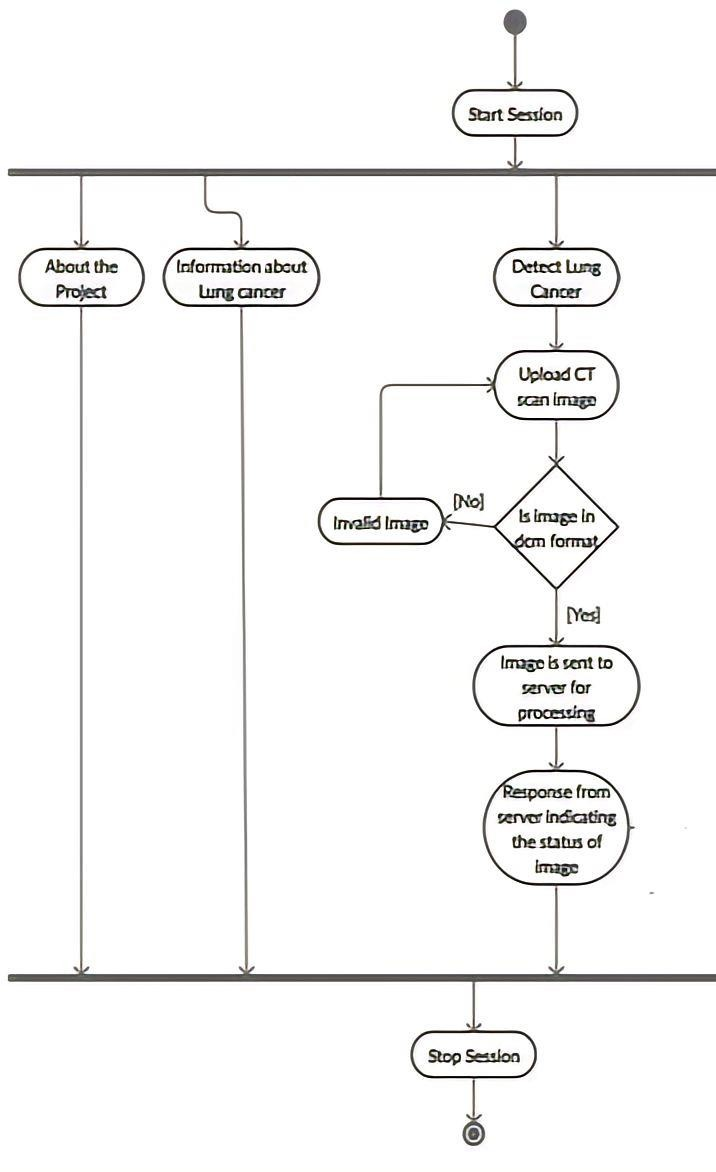 Start Session
About the
Project
Information about
Lung cancer
Detect Lung
Cancer
Upload CT
scan image
[No]
Invalid Image
Is image in
dcm format
[Yes]
Image is sent to
server for
processing
Response from
server indicating
the status of
image
Stop Session